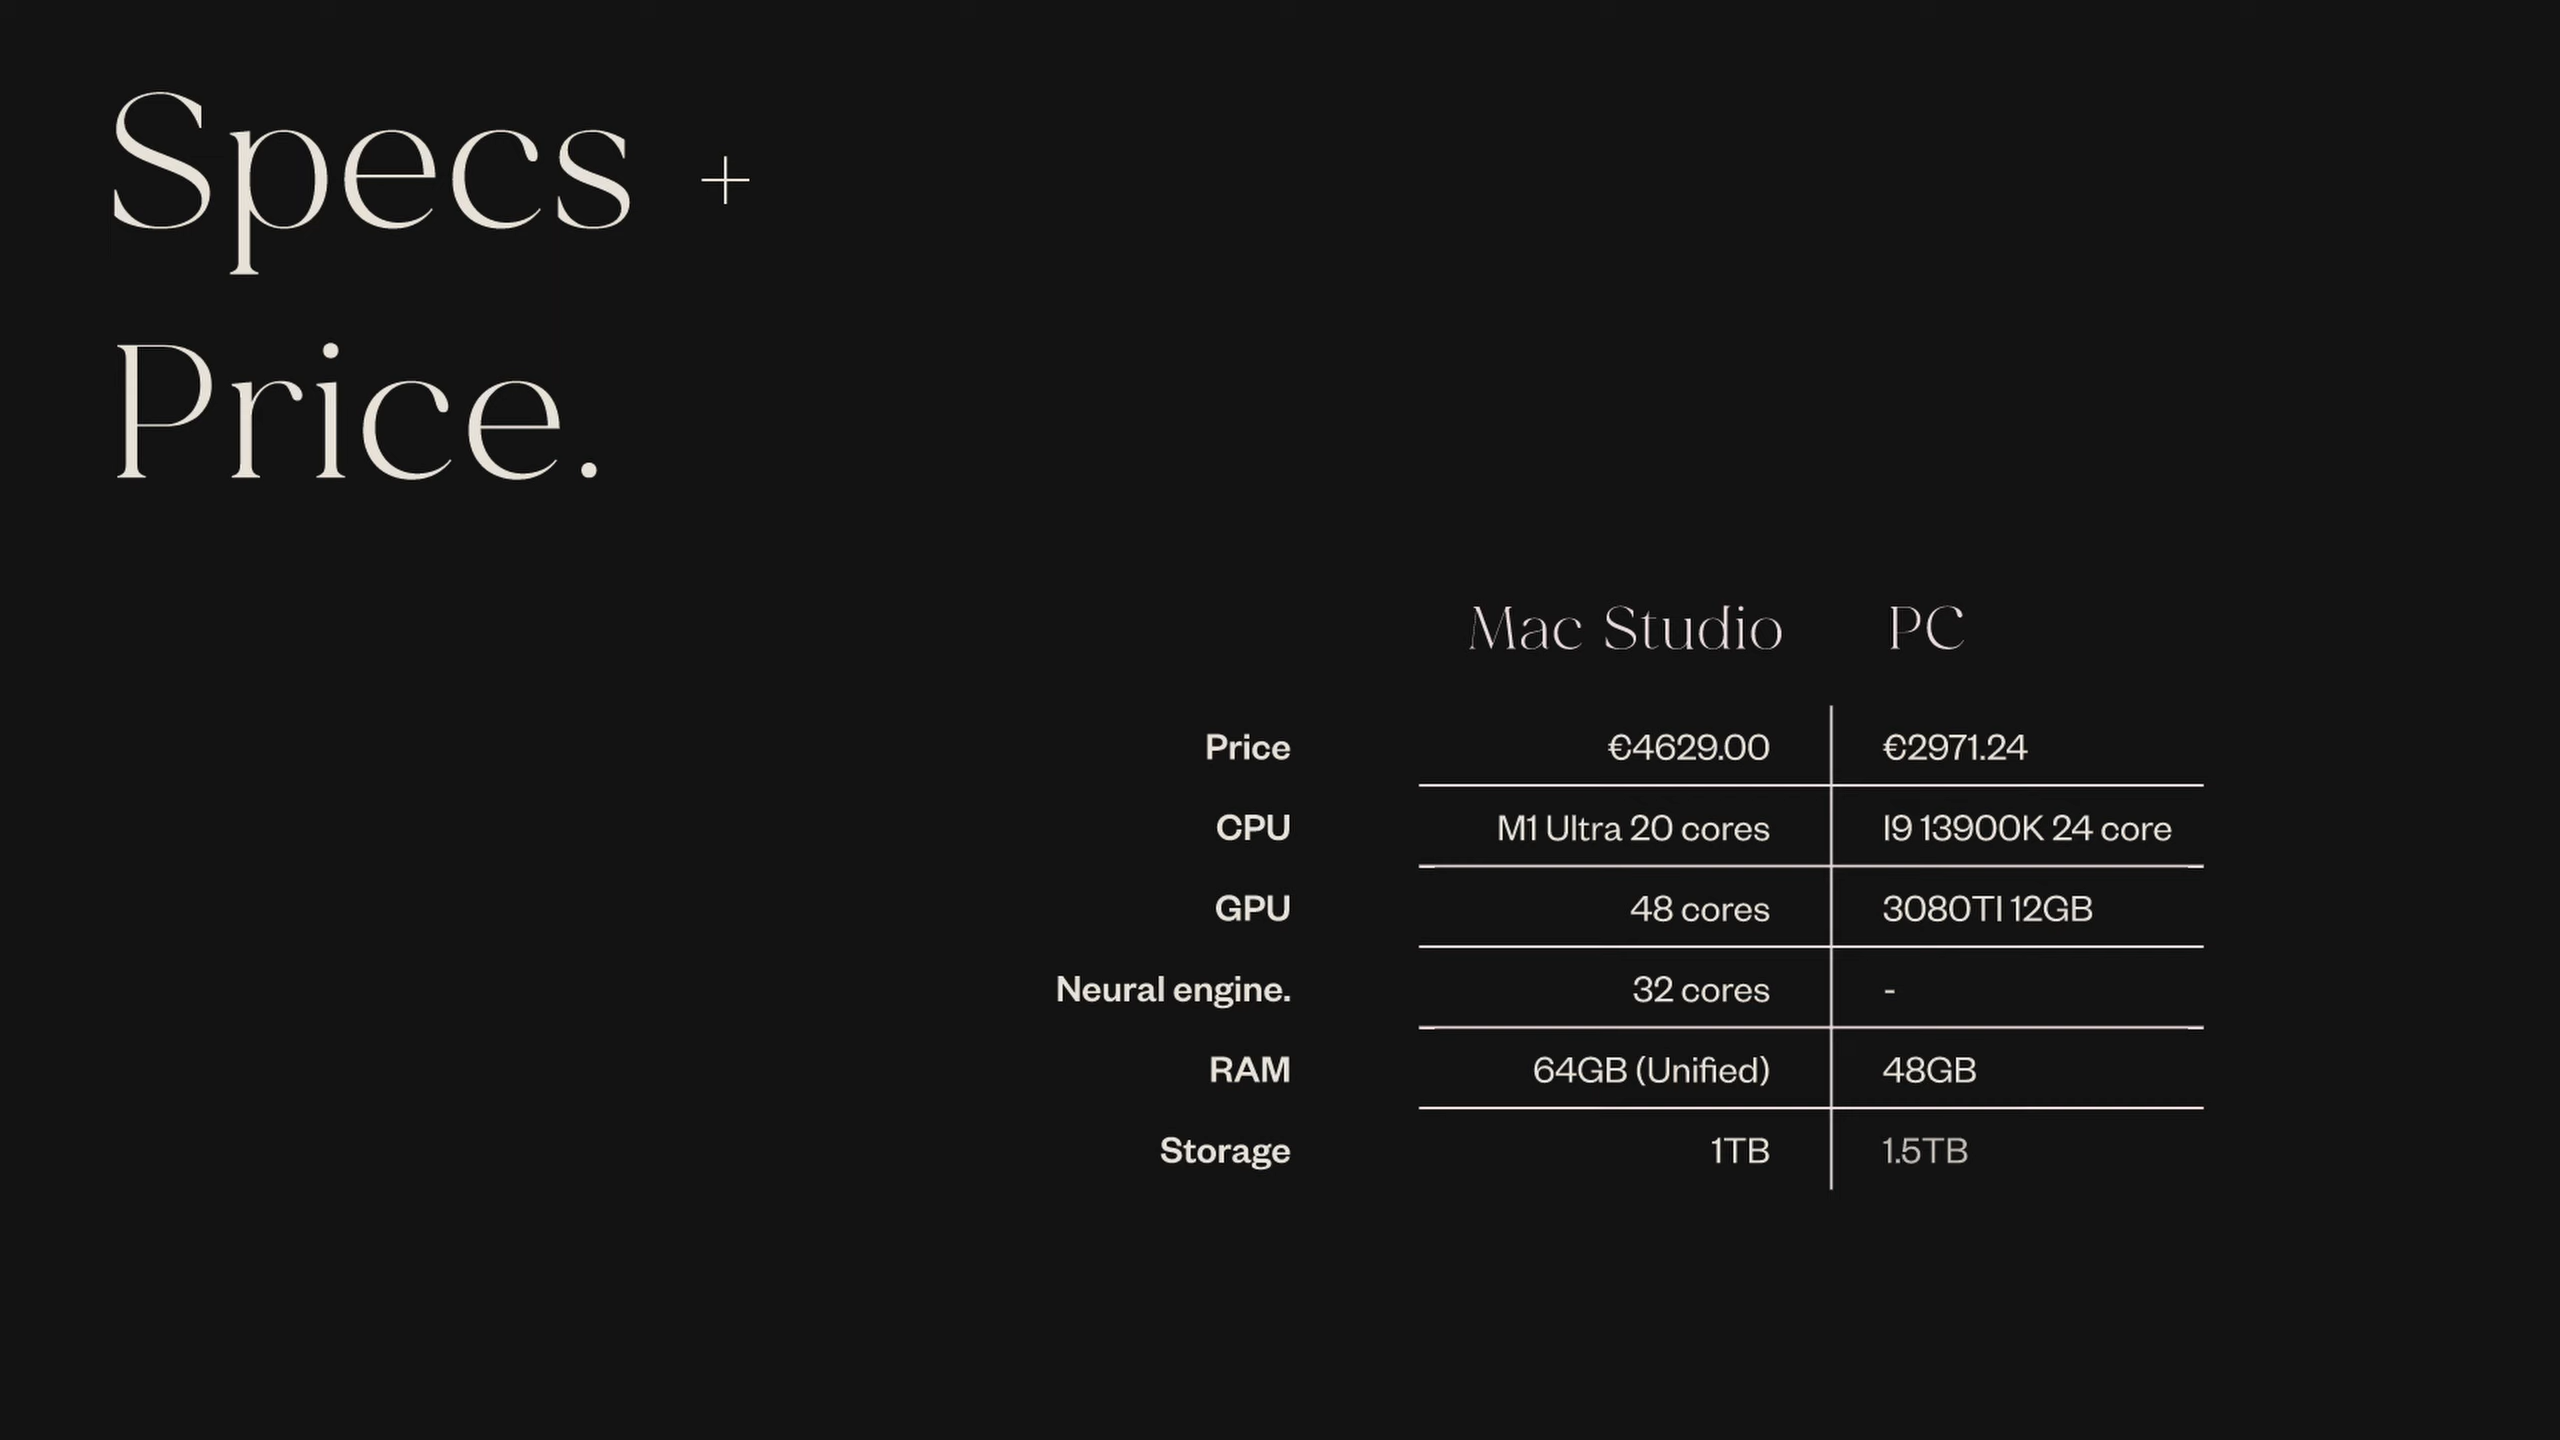 Specs +
Price.
Mac Studio PC
Price €4629.00 €2971.24
CPU M1 Ultra 20 cores I9 13900K 24 core
GPU 48 cores 3080TI 12GB
Neural engine. 32 cores -
RAM 64GB (Unified) 48GB
Storage 1TB 1.5TB